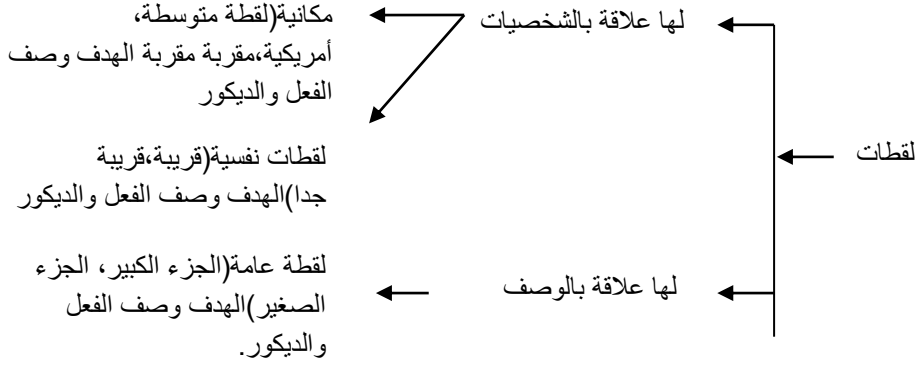 لقطات
لها علاقة بالشخصيات
مكانية(لقطة متوسطة،
أمريكية،مقربة مقربة الهدف وصف
الفعل والديكور
لقطات نفسية(قريبة،قريبة
جدا)الهدف وصف الفعل والديكور
لها علاقة بالوصف
لقطة عامة(الجزء الكبير، الجزء
الصغير)الهدف وصف الفعل
والديكور.